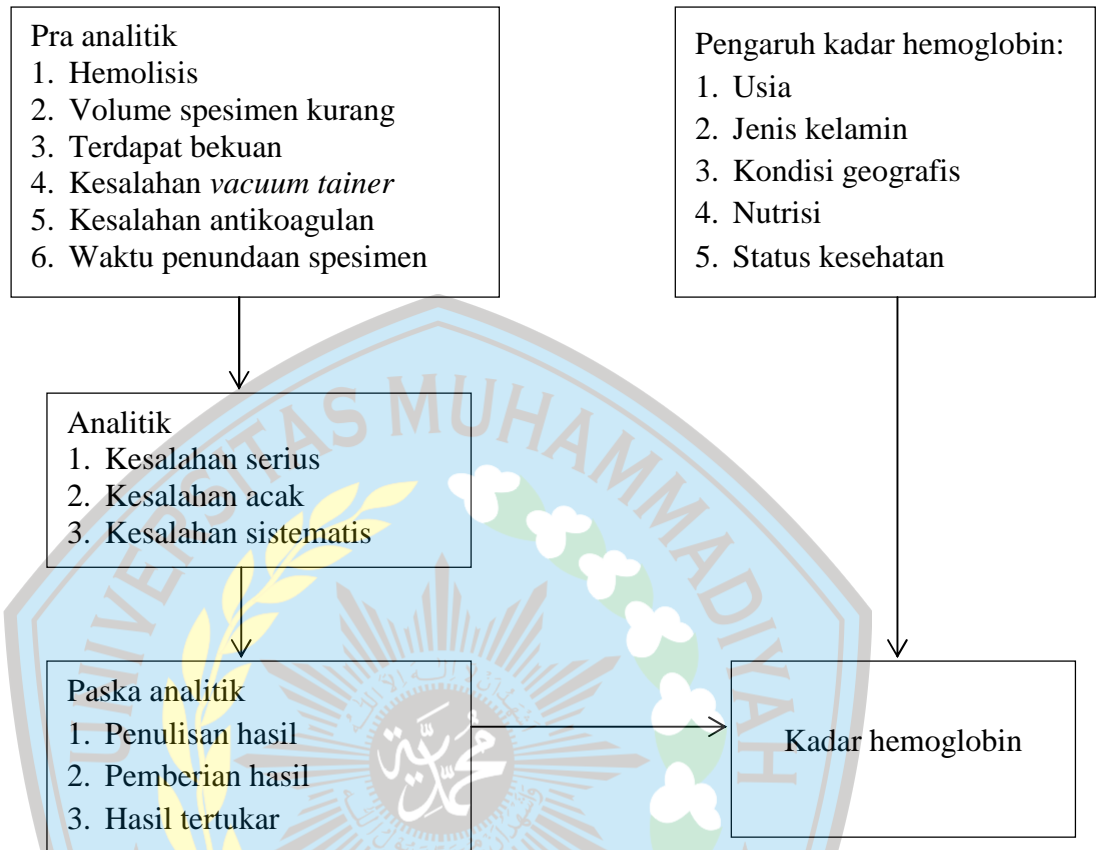 Pra analitik
1. Hemolisis
2. Volume spesimen kurang
3. Terdapat bekuan
4. Kesalahan vacuum tainer
5. Kesalahan antikoagulan
6. Waktu penundaan spesimen
Pengaruh kadar hemoglobin:
1. Usia
2. Jenis kelamin
3. Kondisi geografis
4. Nutrisi
5. Status kesehatan
Analitik
1. Kesalahan serius
2. Kesalahan acak
3. Kesalahan sistematis
Paska analitik
1. Penulisan hasil
2. Pemberian hasil
3. Hasil tertukar
Kadar hemoglobin
UNIVERSITAS MUHAMMADIYAH